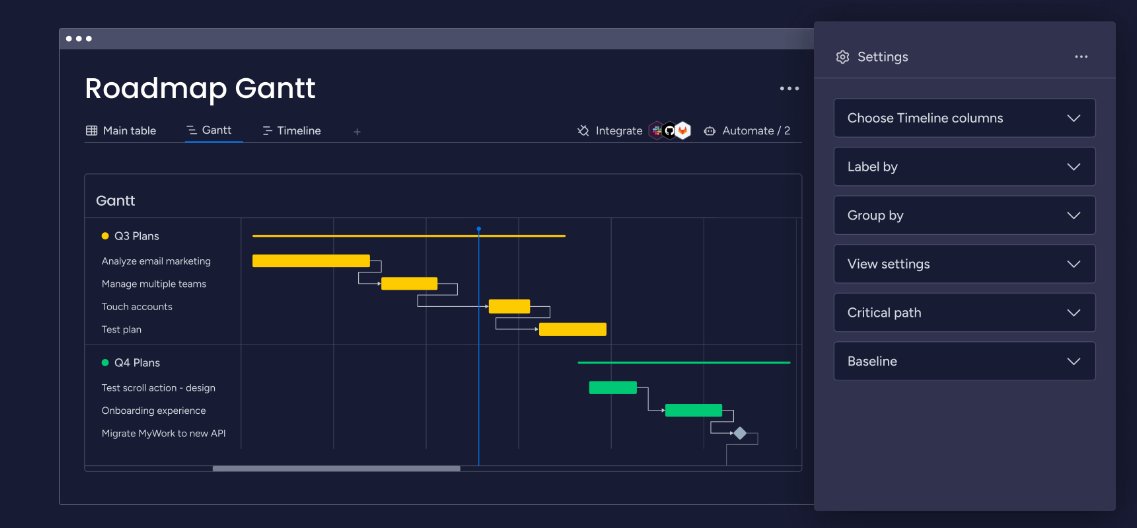 Roadmap Gantt
Main table
Gantt
Timeline
+
Integrate
Automate / 2
Gantt
Q3 Plans
Analyze email marketing
Manage multiple teams
Touch accounts
Test plan
Q4 Plans
Test scroll action - design
Onboarding experience
Migrate MyWork to new API
Settings
Choose Timeline columns
Label by
Group by
View settings
Critical path
Baseline